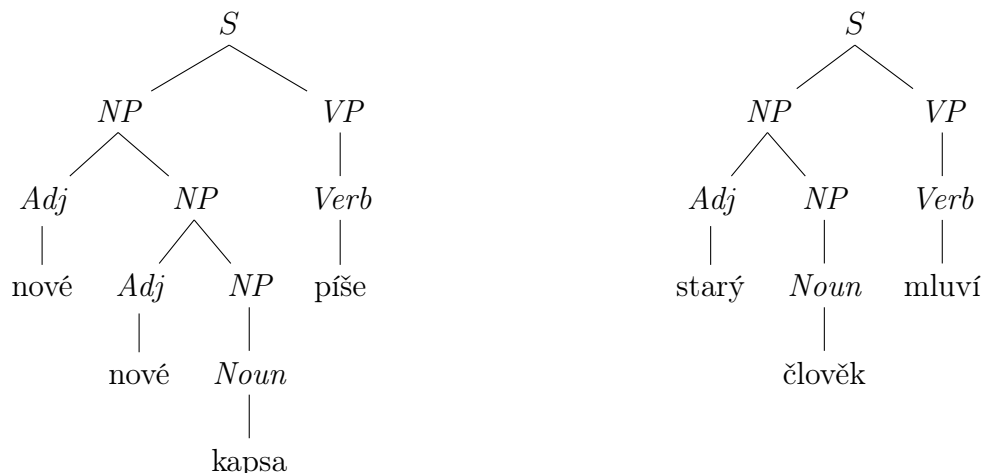 S S
NP VP NP VP
Adj NP Verb Adj NP Verb
nové Adj NP píše starý Noun mluví
nové Noun člověk
kapsa